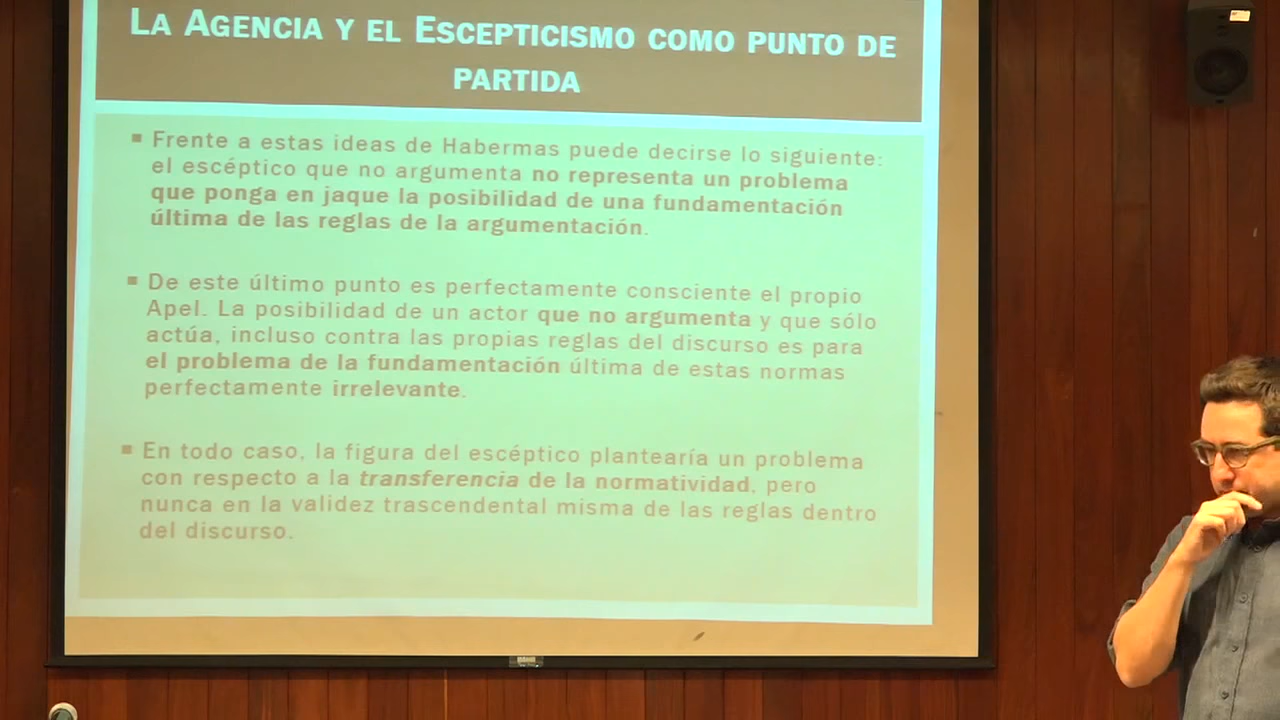 LA AGENCIA Y EL ESCEPTICISMO COMO PUNTO DE
PARTIDA
▪ Frente a estas ideas de Habermas puede decirse lo siguiente:
el escéptico que no argumenta no representa un problema
que ponga en jaque la posibilidad de una fundamentación
última de las reglas de la argumentación.
▪ De este último punto es perfectamente consciente el propio
Apel. La posibilidad de un actor que no argumenta y que sólo
actúa, incluso contra las propias reglas del discurso es para
el problema de la fundamentación última de estas normas
perfectamente irrelevante.
▪ En todo caso, la figura del escéptico plantearía un problema
con respecto a la transferencia de la normatividad, pero
nunca en la validez trascendental misma de las reglas dentro
del discurso.